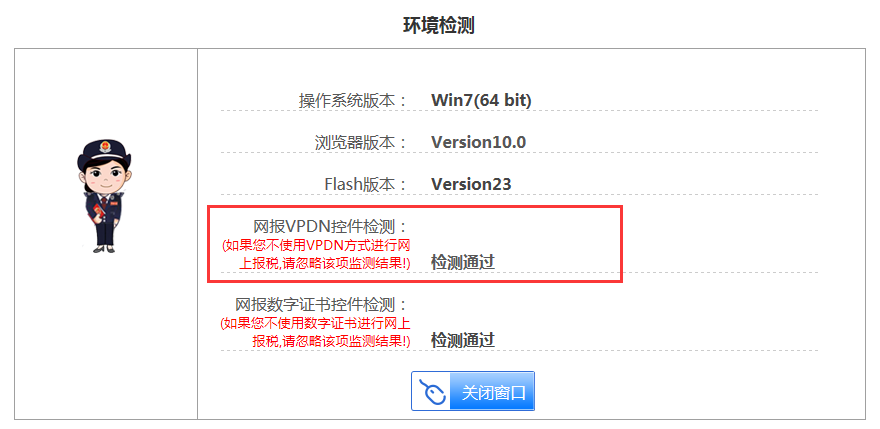 环境检测
操作系统版本： Win7(64 bit)
浏览器版本： Version10.0
Flash版本： Version23
网报VPDN控件检测：
(如果您不使用VPDN方式进行网
上报税,请忽略该项监测结果!) 检测通过
网报数字证书控件检测：
(如果您不使用数字证书进行网上
报税,请忽略该项监测结果!) 检测通过
关闭窗口